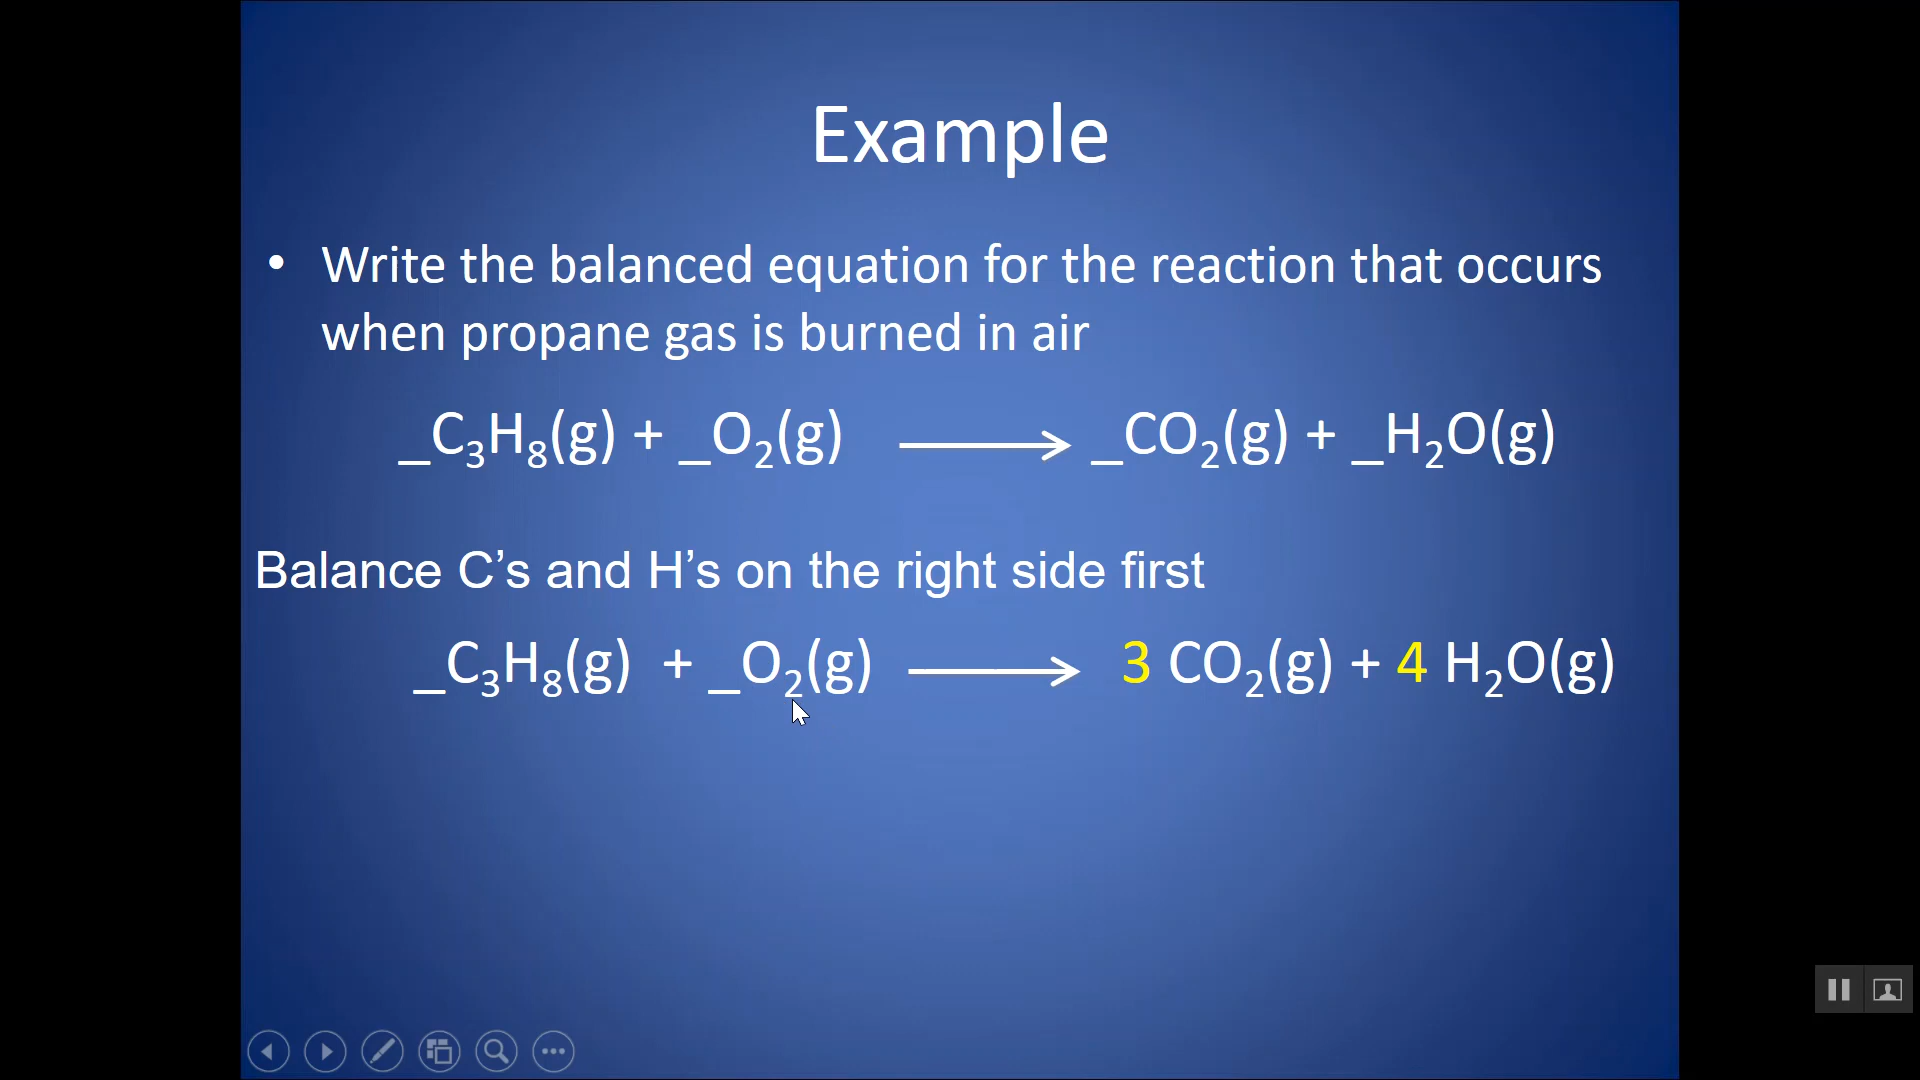 Example
• Write the balanced equation for the reaction that occurs
when propane gas is burned in air
_C₃H₈(g) + _O₂(g) ⟶ _CO₂(g) + _H₂O(g)
Balance C’s and H’s on the right side first
_C₃H₈(g) + _O₂(g) ⟶ 3 CO₂(g) + 4 H₂O(g)